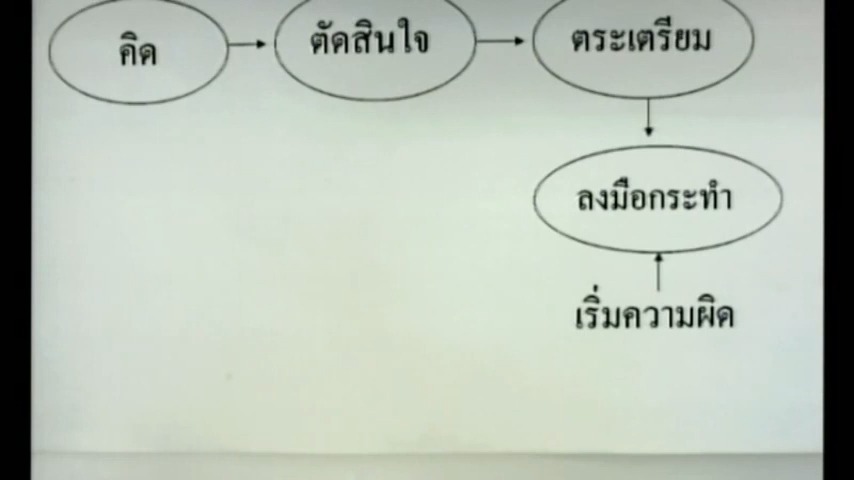 คิด
ตัดสินใจ
ตระเตรียม
ลงมือกระทำ
เริ่มความผิด